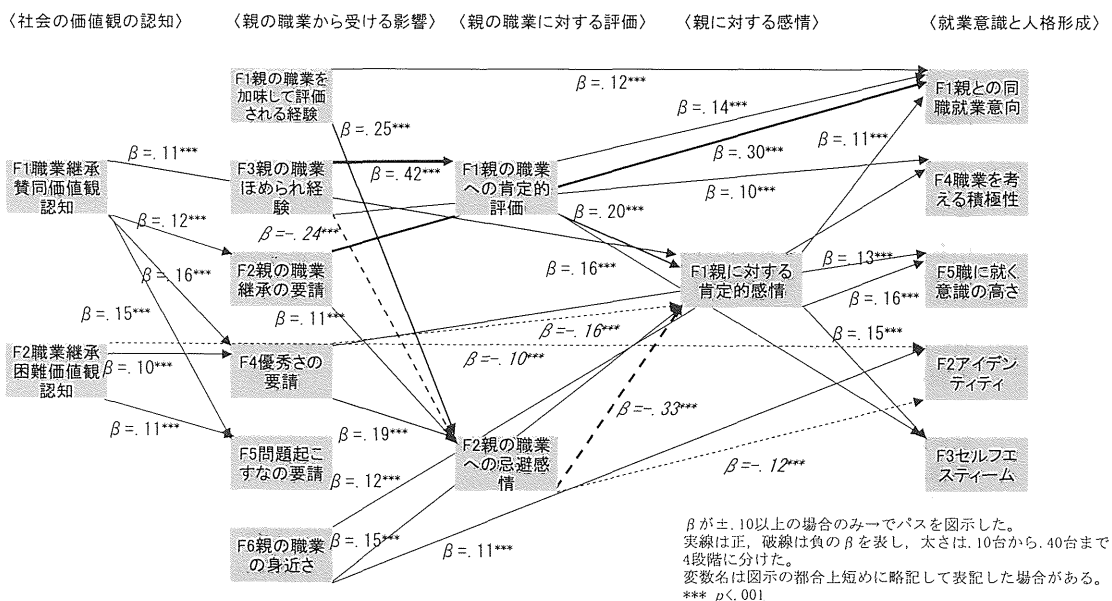 〈社会の価値観の認知〉
〈親の職業から受ける影響〉
〈親の職業に対する評価〉
〈親に対する感情〉
〈就業意識と人格形成〉
F1親の職業を
加味して評価
される経験
β=.12***
F1親との同
職就業意向
β=.14***
β=.25***
β=.11***
β=.11***
F1職業継承
賛同価値観
認知
F3親の職業
ほめられ経
験
β=.42***
F1親の職業
への肯定的
評価
β=.30***
β=.10***
F4職業を考
える積極性
β=.12***
β=-.24***
β=.20***
F2親の職業
継承の要請
β=.16***
β=.16***
F1親に対する
肯定的感情
β=.13***
F5職に就く
意識の高さ
β=.16***
β=.15***
β=.11***
β=-.16***
β=.15***
F2職業継承
困難価値観
認知
β=.10***
F4優秀さの
要請
β=-.10***
F2アイデン
ティティ
β=.11***
β=.19***
β=-.33***
F5問題起こ
すなの要請
F2親の職業
への忌避感
情
β=-.12***
F3セルフエ
スティーム
β=.12***
F6親の職業
の身近さ
β=.15***
β=.11***
βが±.10以上の場合のみ→でパスを図示した。
実線は正,破線は負のβを表し,太さは.10台から.40台まで
4段階に分けた。
変数名は図示の都合上短めに略記して表記した場合がある。
*** p<.001